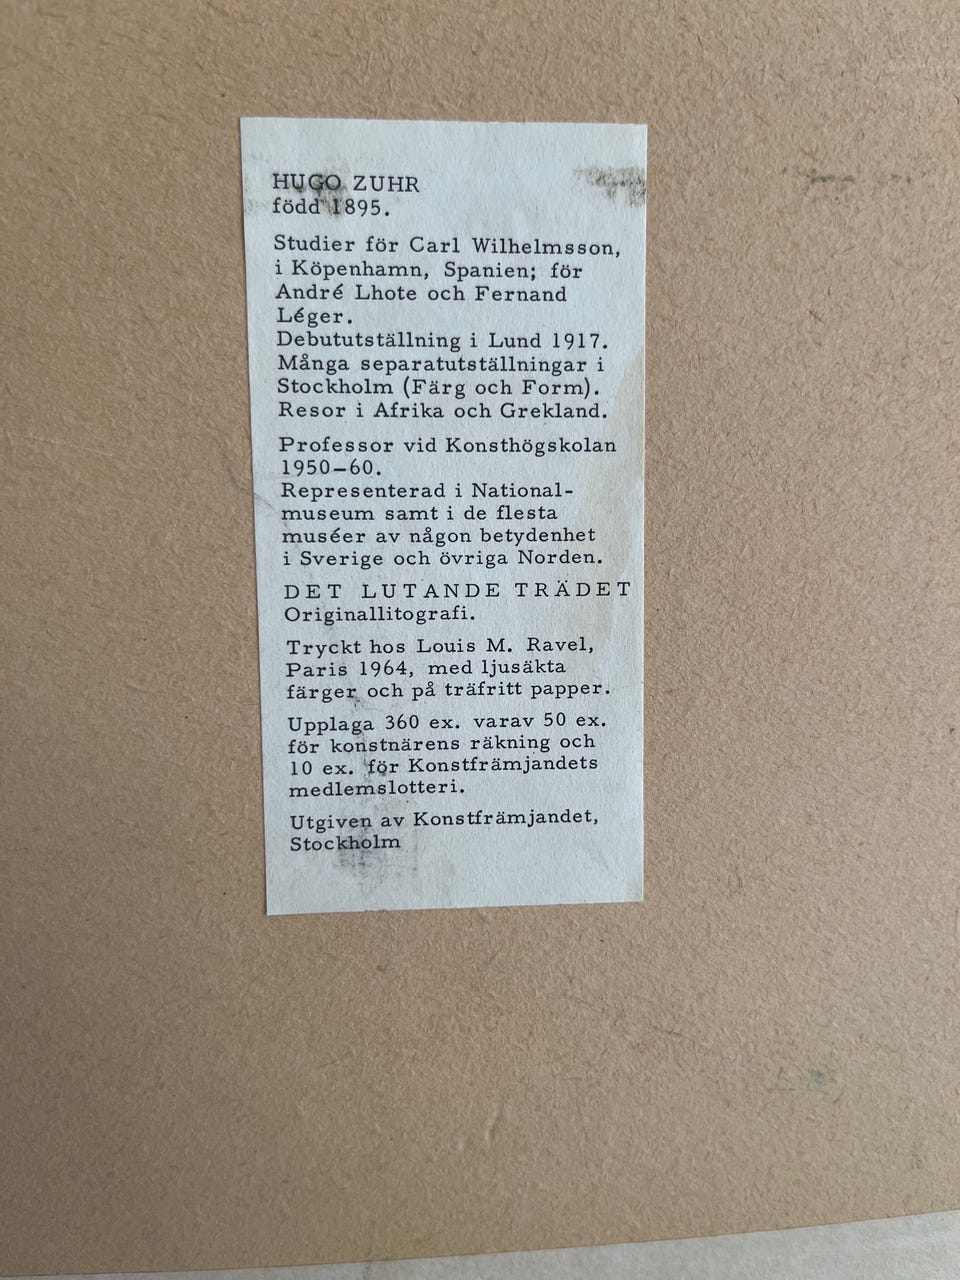 HUGO ZUHR
född 1895.
Studier för Carl Wilhelmsson,
i Köpenhamn, Spanien; för
André Lhote och Fernand
Léger.
Debututställning i Lund 1917.
Många separatutställningar i
Stockholm (Färg och Form).
Resor i Afrika och Grekland.
Professor vid Konsthögskolan
1950—60.
Representerad i National-
museum samt i de flesta
muséer av någon betydenhet
i Sverige och övriga Norden.
DET LUTANDE TRÄDET
Originallitografi.
Tryckt hos Louis M. Ravel,
Paris 1964, med ljusäkta
färger och på träfritt papper.
Upplaga 360 ex. varav 50 ex.
för konstnärens räkning och
10 ex. för Konstfrämjandets
medlemslotteri.
Utgiven av Konstfrämjandet,
Stockholm